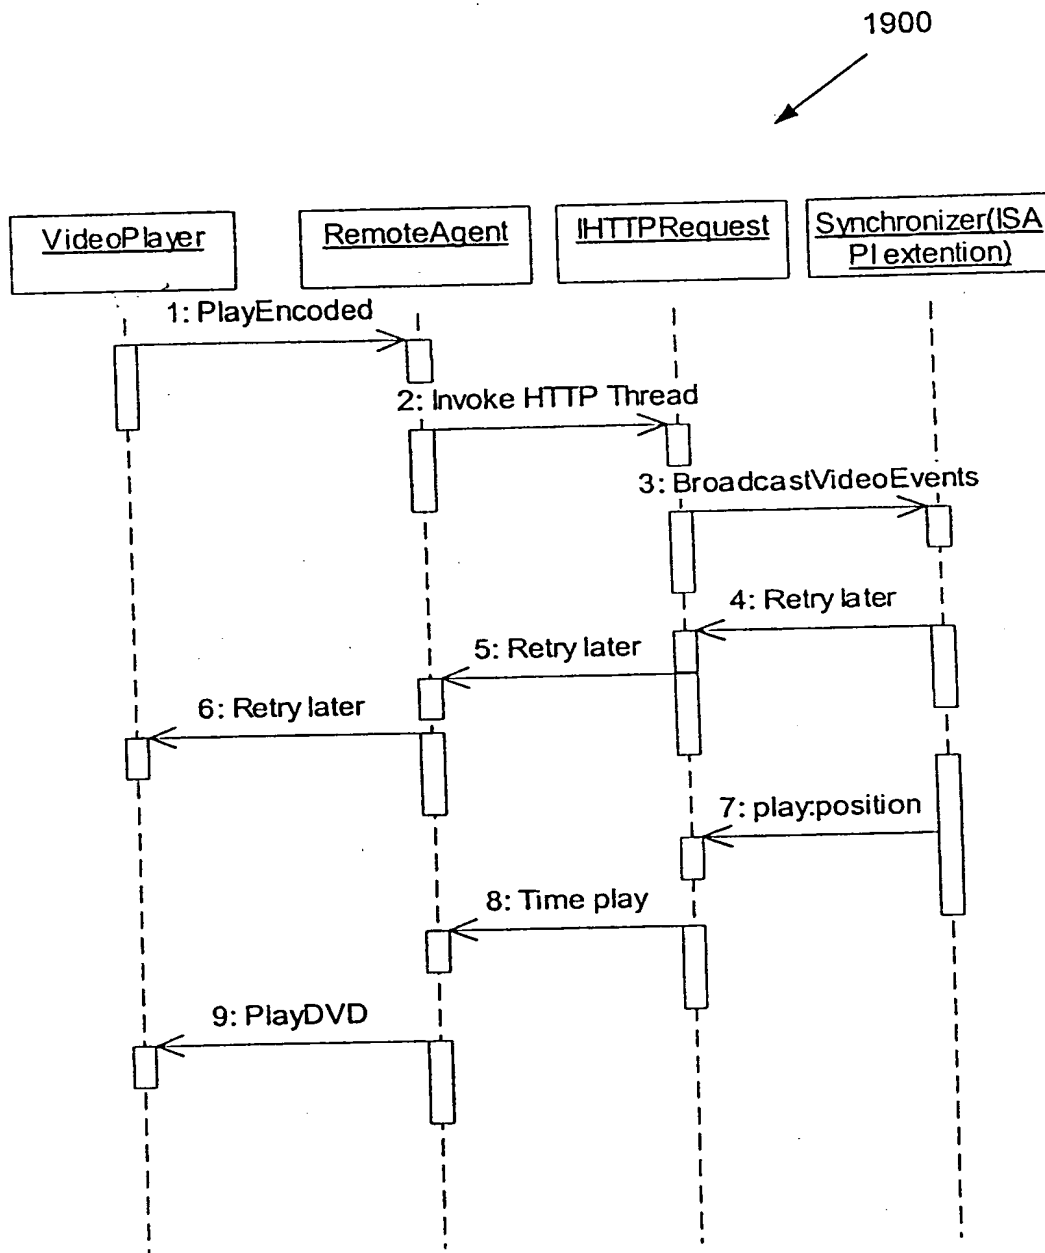 1900
VideoPlayer
RemoteAgent
IHTTPRequest
Synchronizer(ISA
PI extention)
1: PlayEncoded
2: Invoke HTTP Thread
3: BroadcastVideoEvents
4: Retry later
5: Retry later
6: Retry later
7: play:position
8: Time play
9: PlayDVD